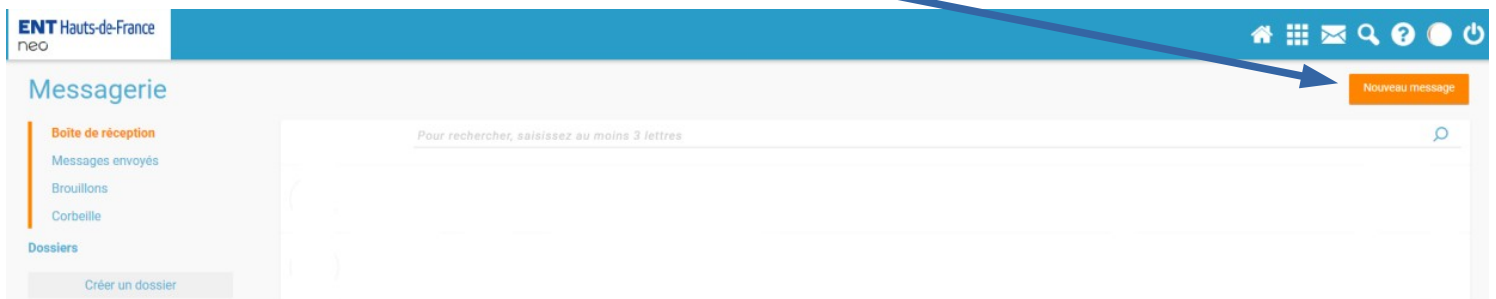 ENT Hauts-de-France
neo
Messagerie
Nouveau message
Boîte de réception
Pour rechercher, saisissez au moins 3 lettres
Messages envoyés
Brouillons
Corbeille
Dossiers
Créer un dossier